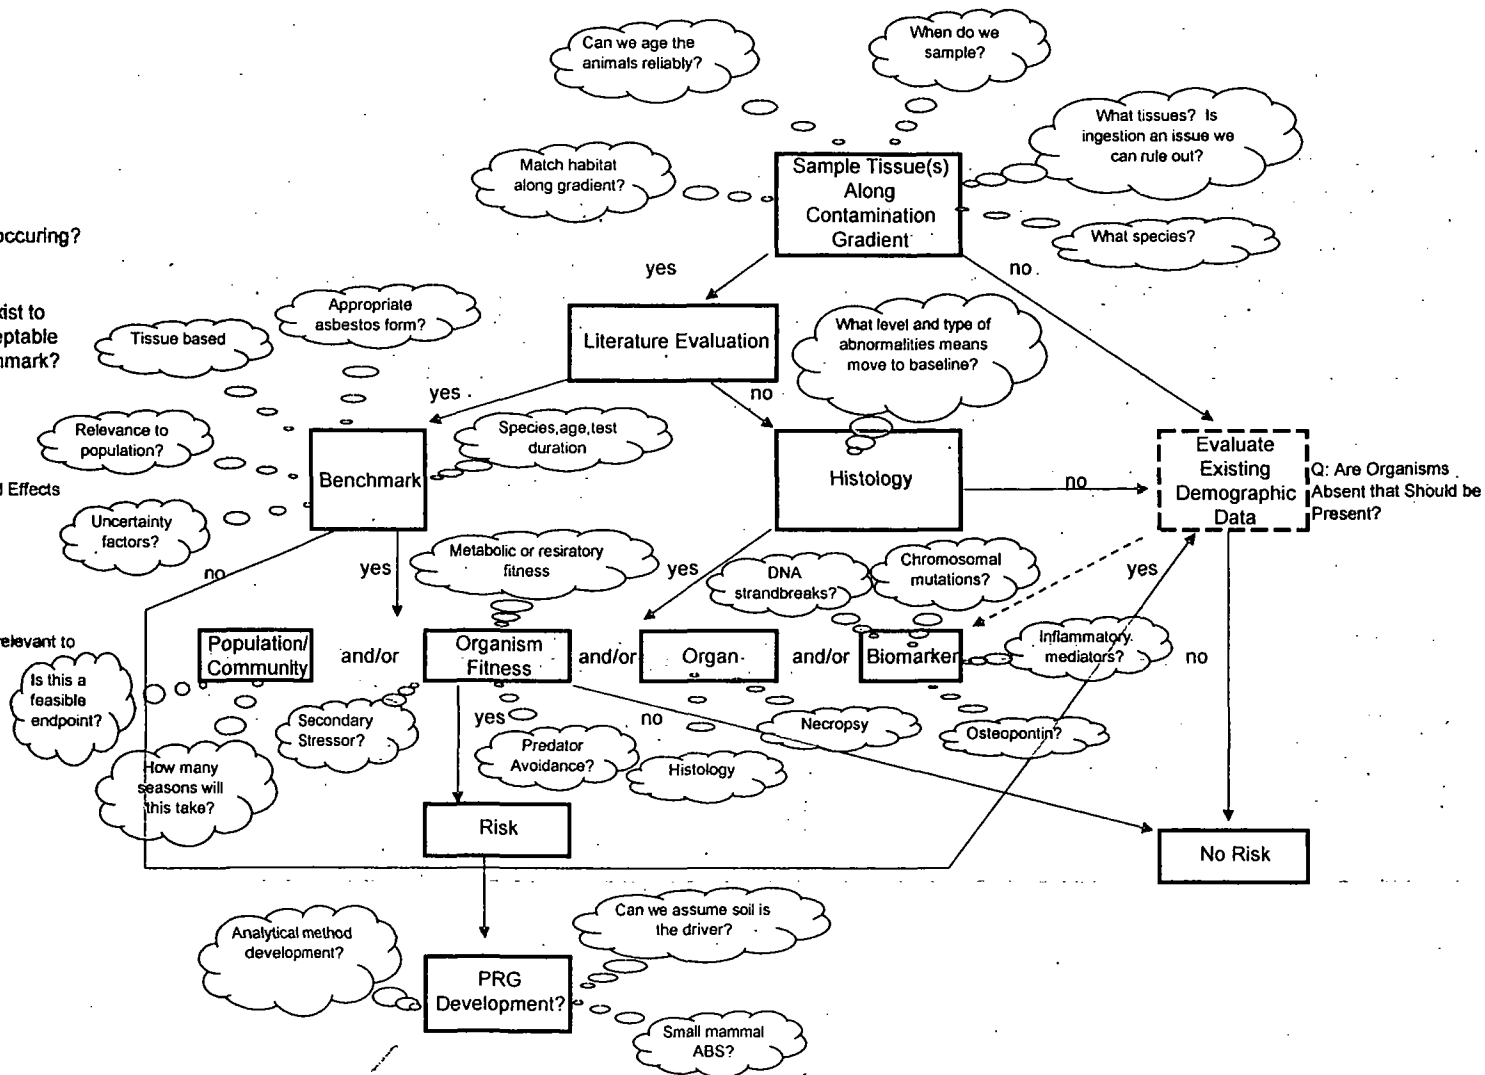 Can we age the
animals reliably?
When do we
sample?
What tissues? Is
ingestion an issue we
can rule out?
Match habitat
along gradient?
Sample Tissue(s)
Along
Contamination
Gradient
What species?
occuring?
yes
no
Appropriate
asbestos form?
Tissue based
Literature Evaluation
What level and type of
abnormalities means
move to baseline?
yes
no
Relevance to
population?
Species,age,test
duration
Benchmark
Histology
no
Evaluate
Existing
Demographic
Data
Q: Are Organisms
Absent that Should be
Present?
Effects
Uncertainty
factors?
no
yes
Metabolic or resiratory
fitness
yes
DNA
strandbreaks?
Chromosomal
mutations?
yes
relevant to
Population/
Community
and/or
Organism
Fitness
and/or
Organ
and/or
Biomarker
Inflammatory
mediators?
no
Is this a
feasible
endpoint?
Secondary
Stressor?
yes
no
Necropsy
Osteopontin?
Predator
Avoidance?
Histology
How many
seasons will
this take?
Risk
No Risk
Analytical method
development?
Can we assume soil is
the driver?
PRG
Development?
Small mammal
ABS?